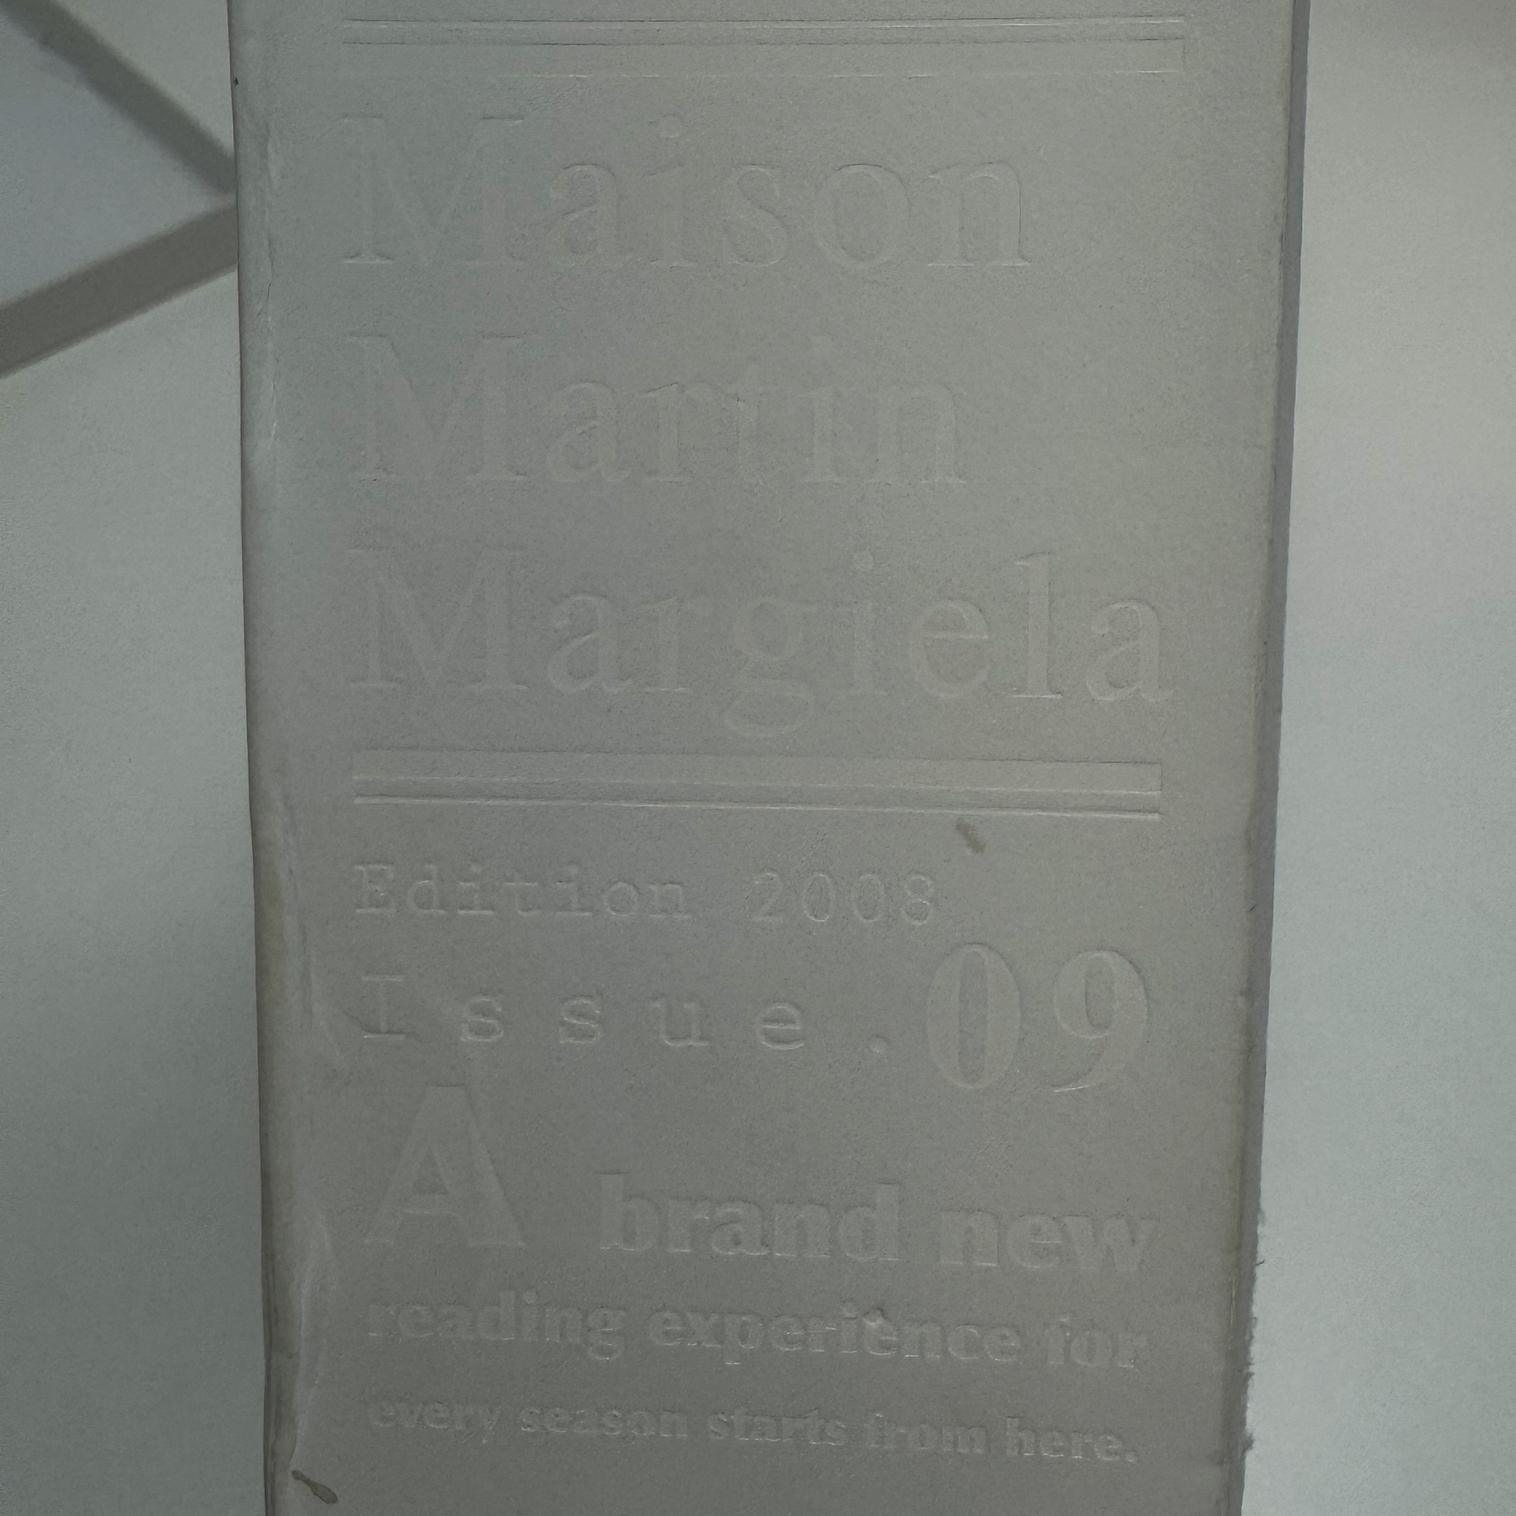 Maison
Martin
Margiela
Edition 2008
Issue.09
A brand new
reading experience for
every season starts from here.